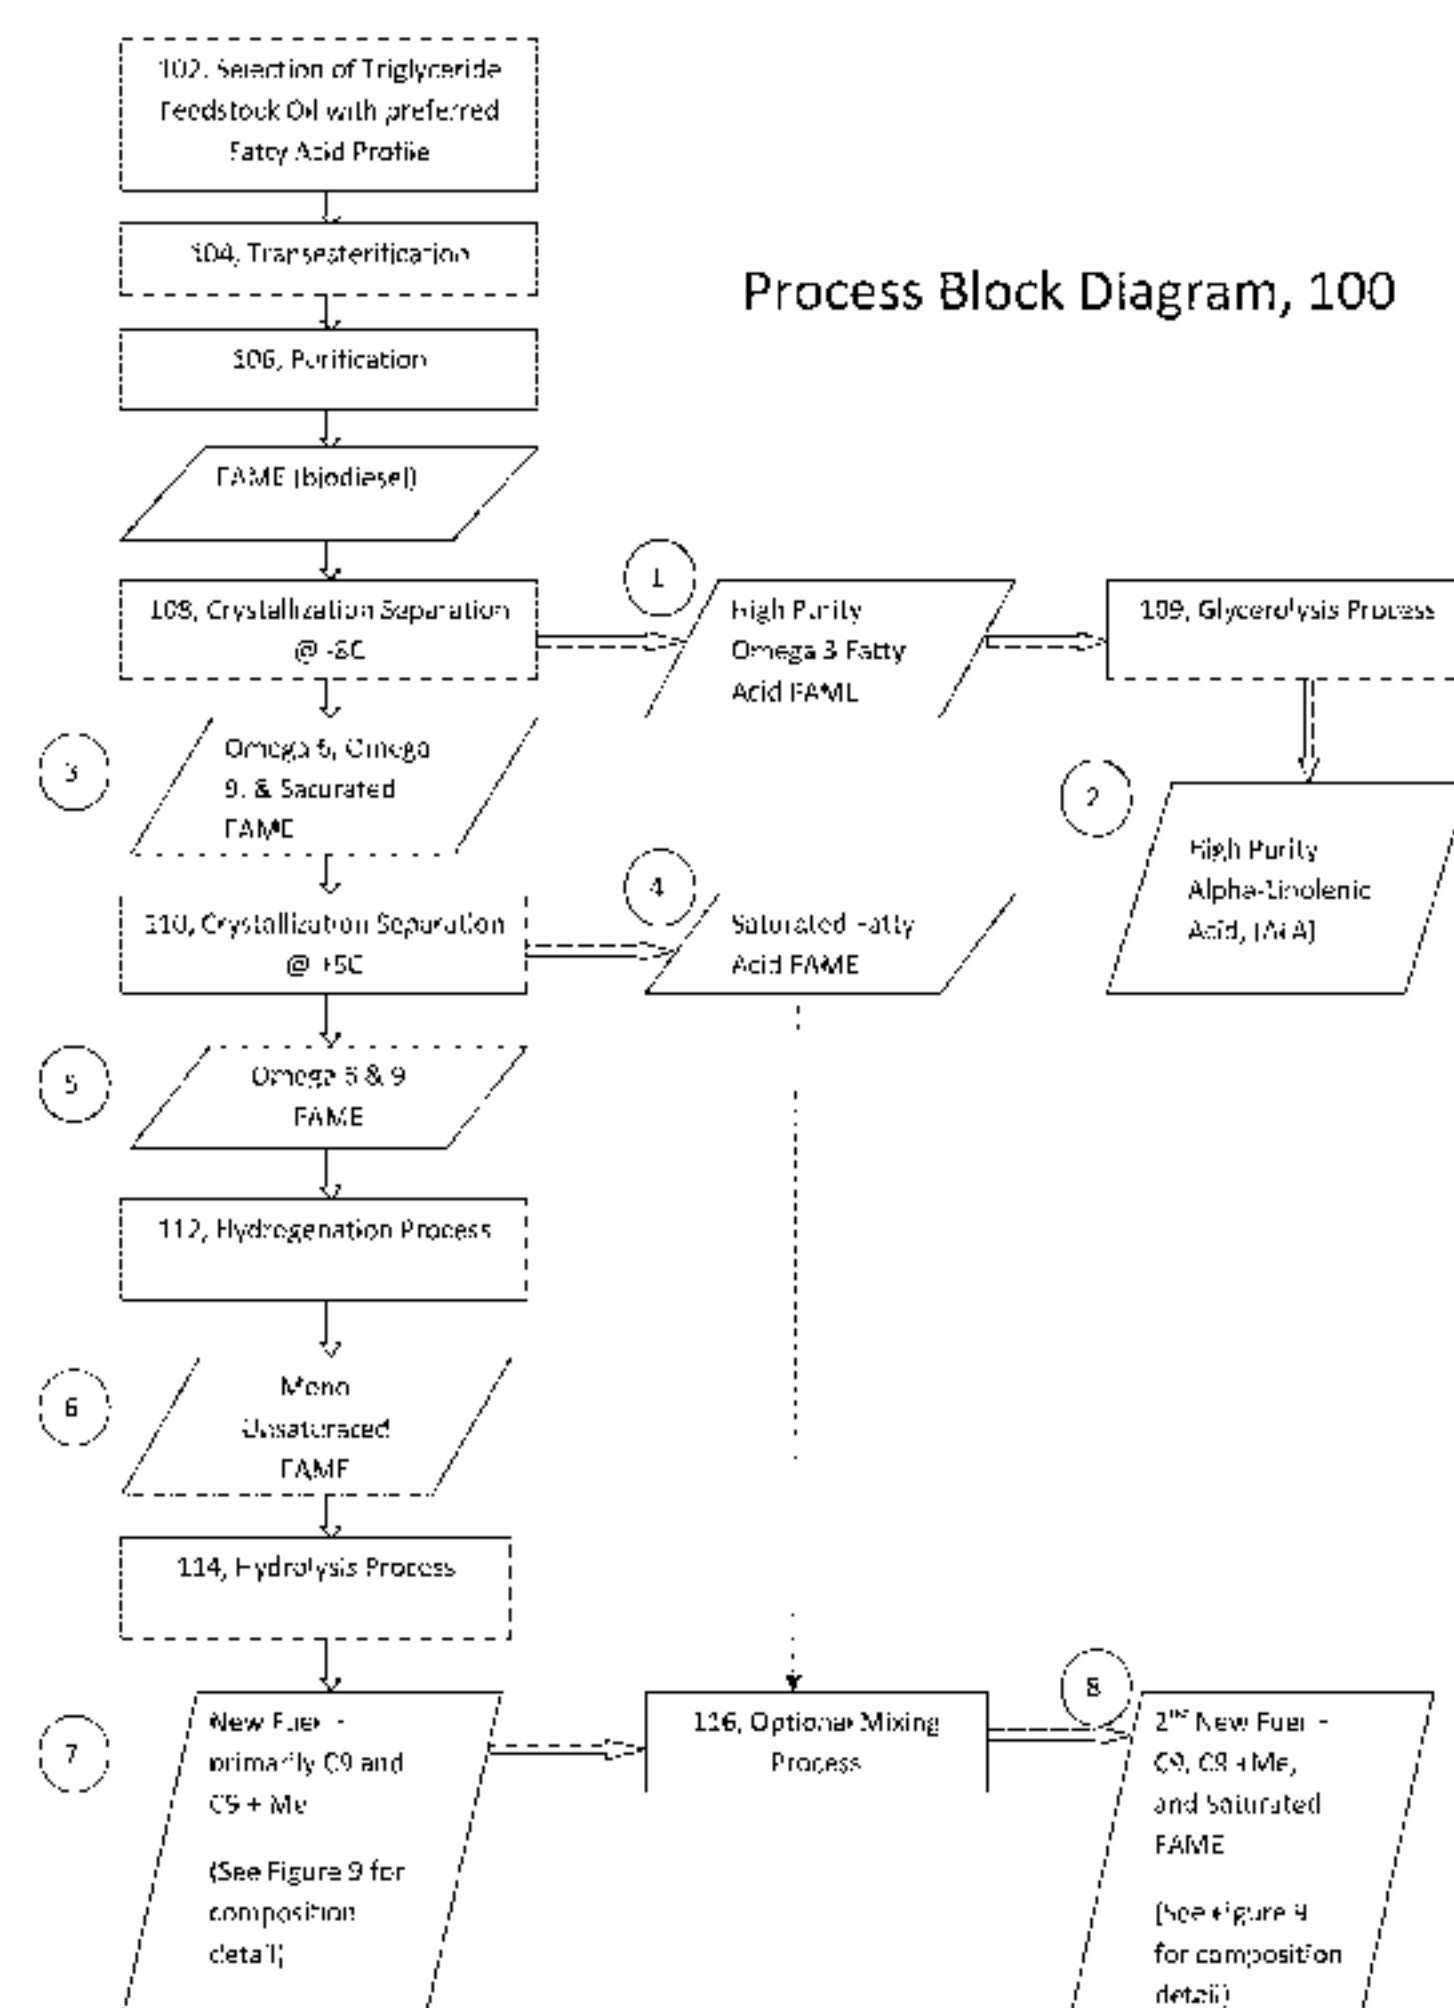 102. Selection of Triglyceride
Feedstock Oil with preferred
Fatty Acid Profile
104, Transesterification
Process Block Diagram, 100
106, Purification
FAME (biodiesel)
1
108, Crystallization Separation
@ -8C
High Purity
Omega 3 Fatty
Acid FAME
109, Glycerolysis Process
3
Omega 6, Omega
9. & Saturated
FAME
2
High Purity
Alpha-Linolenic
Acid, (ALA)
4
110, Crystallization Separation
@ +5C
Saturated Fatty
Acid FAME
5
Omega 6 & 9
FAME
112, Hydrogenation Process
6
Mono
Unsaturated
FAME
114, Hydrolysis Process
7
New Fuel -
primarily C9 and
C9 + Me
(See Figure 9 for
composition
detail)
116, Optional Mixing
Process
8
2nd New Fuel -
C9, C9 +Me,
and Saturated
FAME
(See Figure 9
for composition
detail)